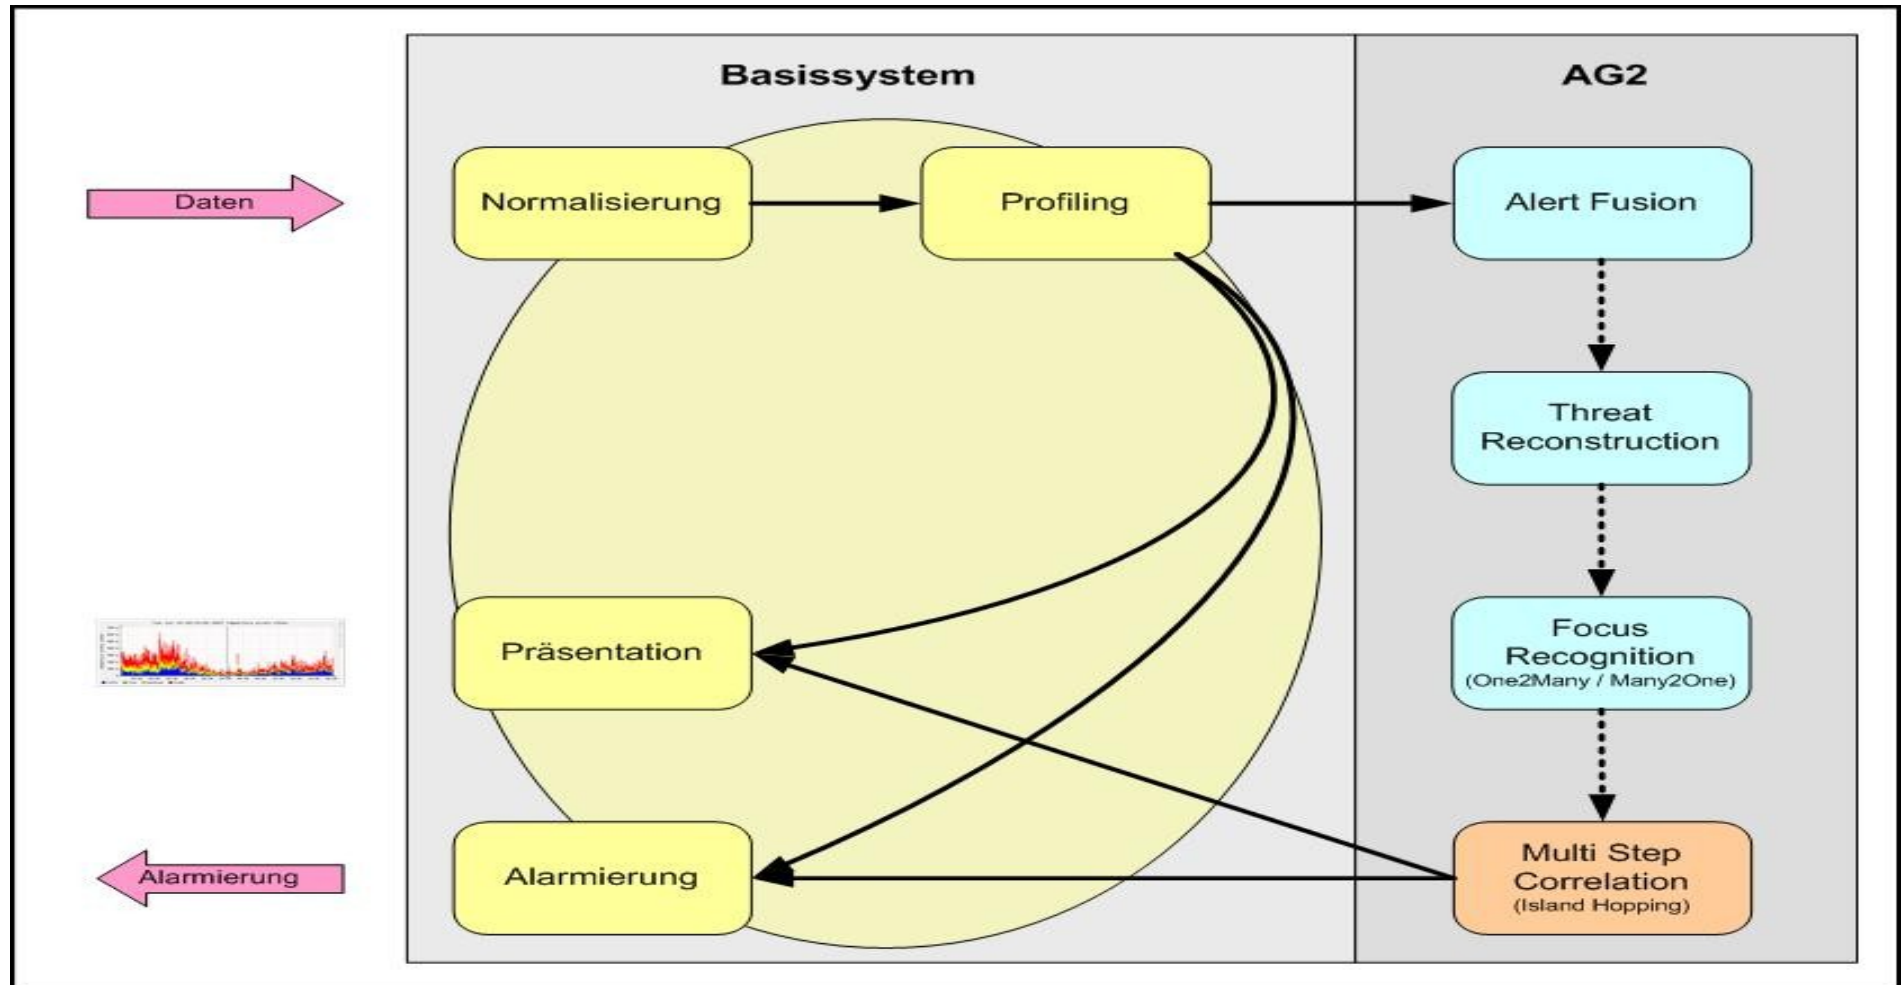 Basissystem
AG2
Daten
Normalisierung
Profiling
Alert Fusion
Threat
Reconstruction
Präsentation
Focus
Recognition
(One2Many / Many2One)
Alarmierung
Alarmierung
Multi Step
Correlation
(Island Hopping)